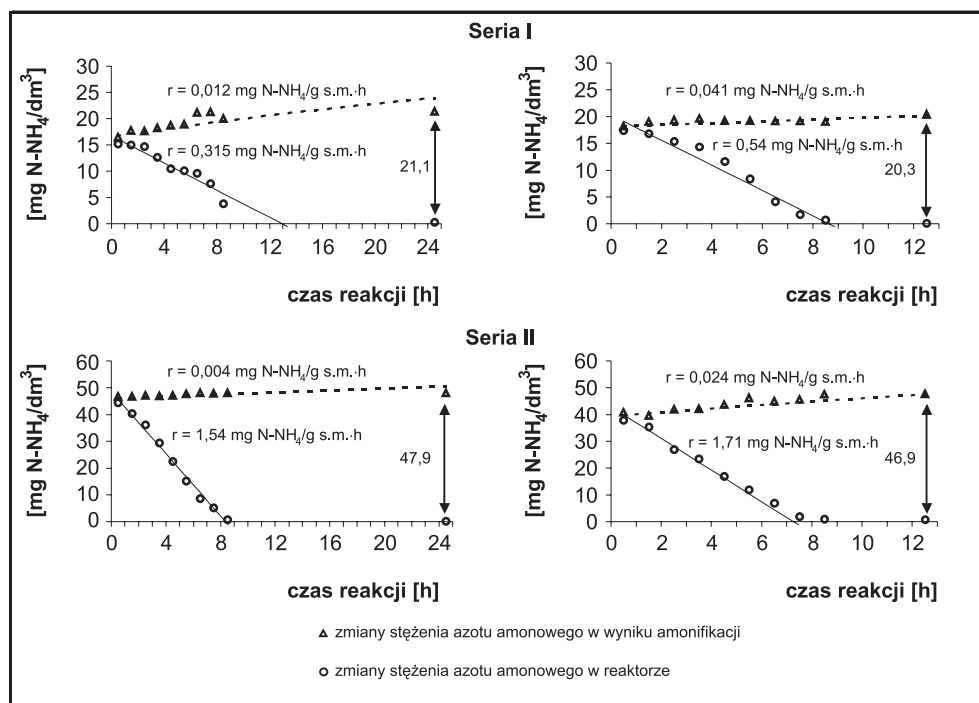 Seria I
[mg N-NH₄/dm³]
30
25
20
15
10
5
0
r = 0,012 mg N-NH₄/g s.m.·h
r = 0,315 mg N-NH₄/g s.m.·h
21,1
0 4 8 12 16 20 24
czas reakcji [h]
[mg N-NH₄/dm³]
30
25
20
15
10
5
0
r = 0,041 mg N-NH₄/g s.m.·h
r = 0,54 mg N-NH₄/g s.m.·h
20,3
0 2 4 6 8 10 12
czas reakcji [h]
Seria II
[mg N-NH₄/dm³]
60
50
40
30
20
10
0
r = 0,004 mg N-NH₄/g s.m.·h
r = 1,54 mg N-NH₄/g s.m.·h
47,9
0 4 8 12 16 20 24
czas reakcji [h]
[mg N-NH₄/dm³]
60
50
40
30
20
10
0
r = 0,024 mg N-NH₄/g s.m.·h
r = 1,71 mg N-NH₄/g s.m.·h
46,9
0 2 4 6 8 10 12
czas reakcji [h]
zmiany stężenia azotu amonowego w wyniku amonifikacji
zmiany stężenia azotu amonowego w reaktorze